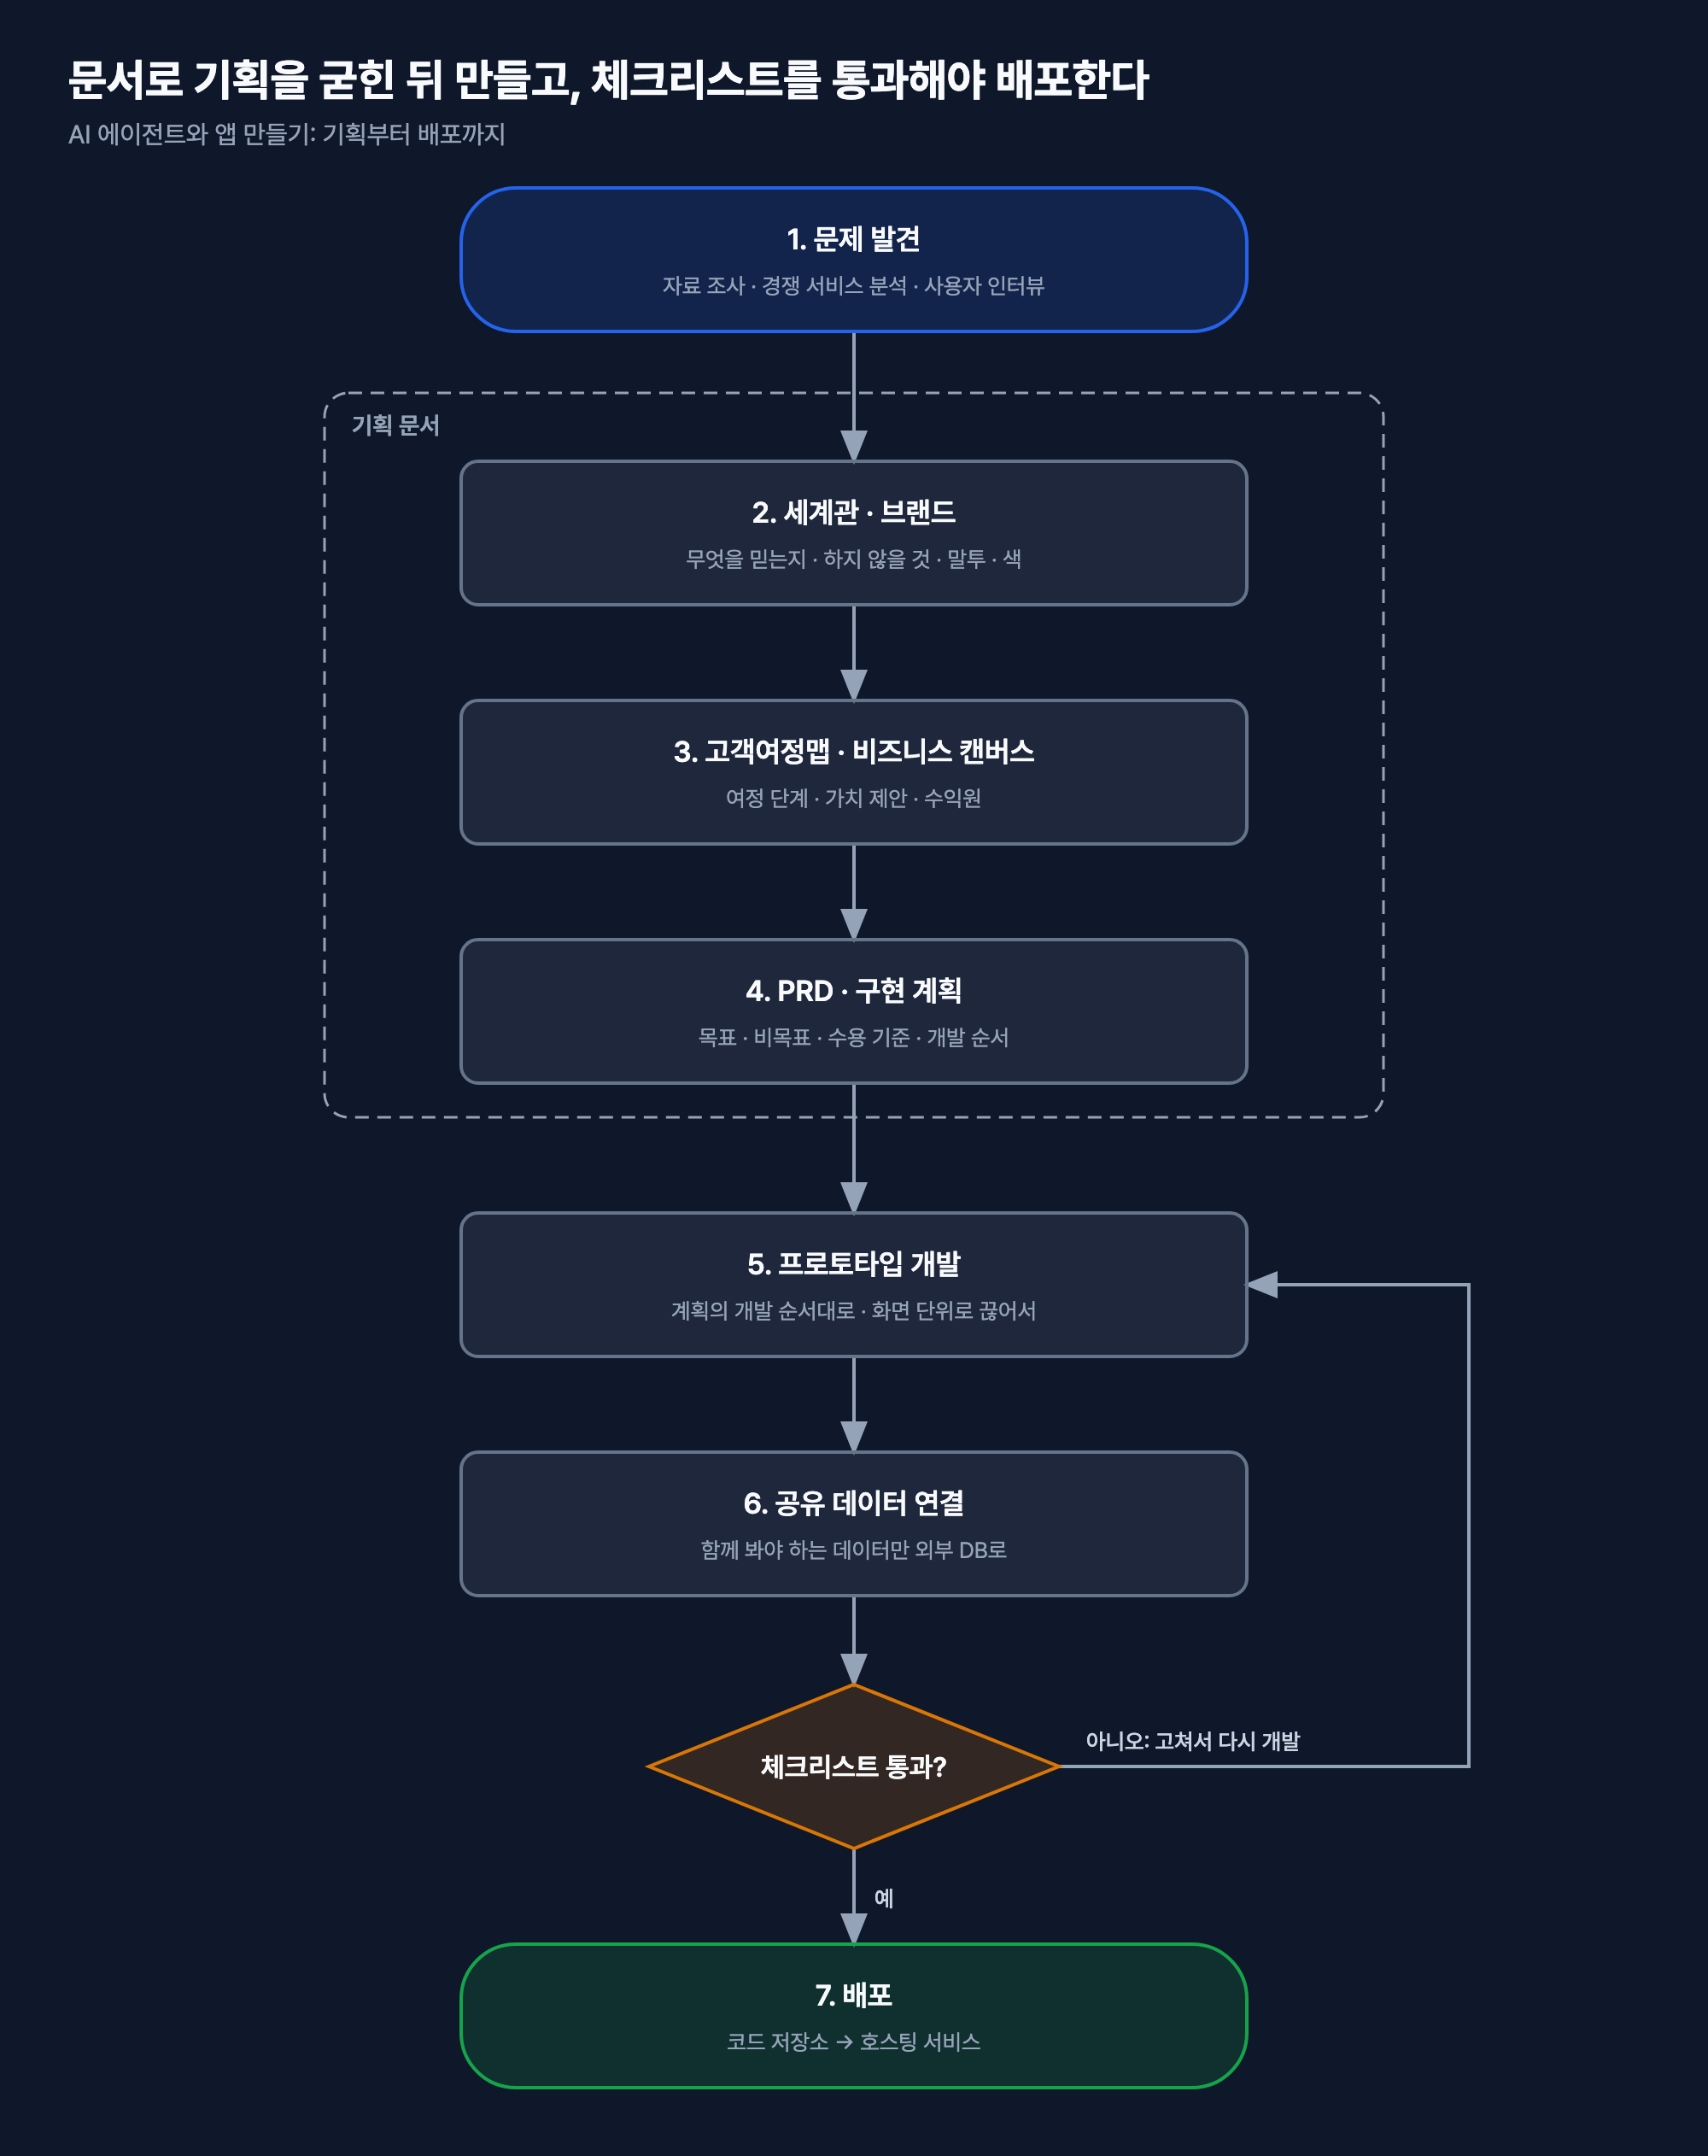 문서로 기획을 굳힌 뒤 만들고, 체크리스트를 통과해야 배포한다
AI 에이전트와 앱 만들기: 기획부터 배포까지
1. 문제 발견
자료 조사 · 경쟁 서비스 분석 · 사용자 인터뷰
기획 문서
2. 세계관 · 브랜드
무엇을 믿는지 · 하지 않을 것 · 말투 · 색
3. 고객여정맵 · 비즈니스 캔버스
여정 단계 · 가치 제안 · 수익원
4. PRD · 구현 계획
목표 · 비목표 · 수용 기준 · 개발 순서
5. 프로토타입 개발
계획의 개발 순서대로 · 화면 단위로 끊어서
6. 공유 데이터 연결
함께 봐야 하는 데이터만 외부 DB로
아니오: 고쳐서 다시 개발
체크리스트 통과?
예
7. 배포
코드 저장소 → 호스팅 서비스